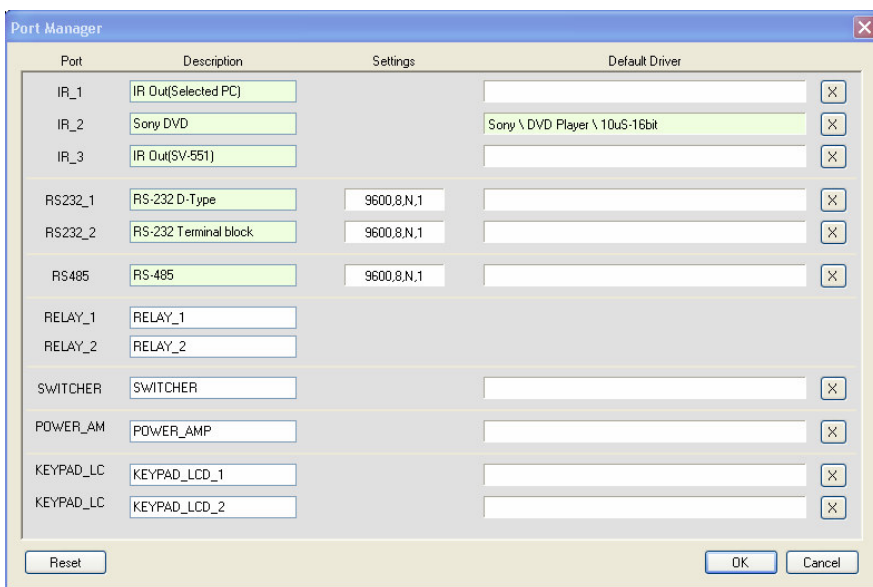 Port Manager
Port Description Settings Default Driver
IR_1 IR Out(Selected PC) X
IR_2 Sony DVD Sony \ DVD Player \ 10uS-16bit X
IR_3 IR Out(SV-551) X
RS232_1 RS-232 D-Type 9600,8,N,1 X
RS232_2 RS-232 Terminal block 9600,8,N,1 X
RS485 RS-485 9600,8,N,1 X
RELAY_1 RELAY_1
RELAY_2 RELAY_2
SWITCHER SWITCHER X
POWER_AM POWER_AMP X
KEYPAD_LC KEYPAD_LCD_1 X
KEYPAD_LC KEYPAD_LCD_2 X
Reset OK Cancel